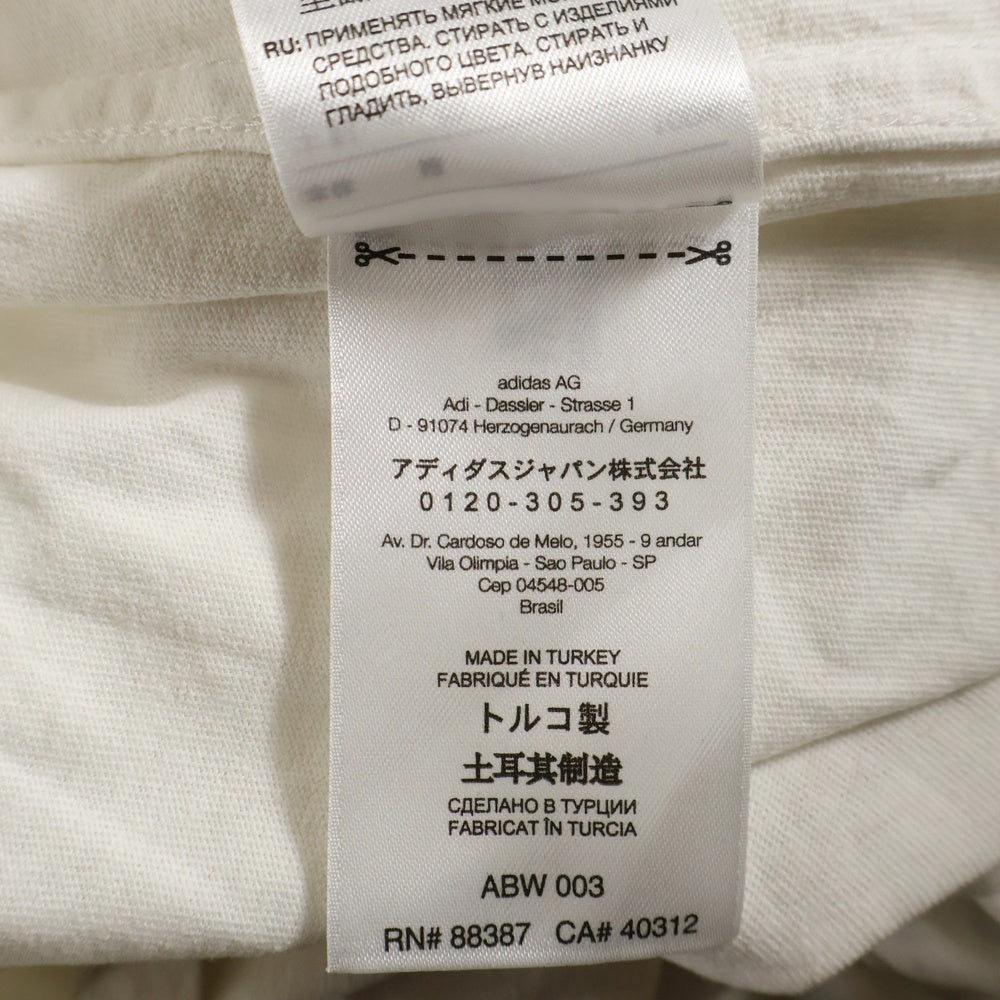 RU: ПРИМЕНЯТЬ МЯГКИЕ
СРЕДСТВА. СТИРАТЬ С ИЗДЕЛИЯМИ
ПОДОБНОГО ЦВЕТА. СТИРАТЬ И
ГЛАДИТЬ, ВЫВЕРНУВ НАИЗНАНКУ
adidas AG
Adi - Dassler - Strasse 1
D - 91074 Herzogenaurach / Germany
アディダスジャパン株式会社
0120-305-393
Av. Dr. Cardoso de Melo, 1955 - 9 andar
Vila Olimpia - Sao Paulo - SP
Cep 04548-005
Brasil
MADE IN TURKEY
FABRIQUÉ EN TURQUIE
トルコ製
土耳其制造
СДЕЛАНО В ТУРЦИИ
FABRICAT ÎN TURCIA
ABW 003
RN# 88387 CA# 40312